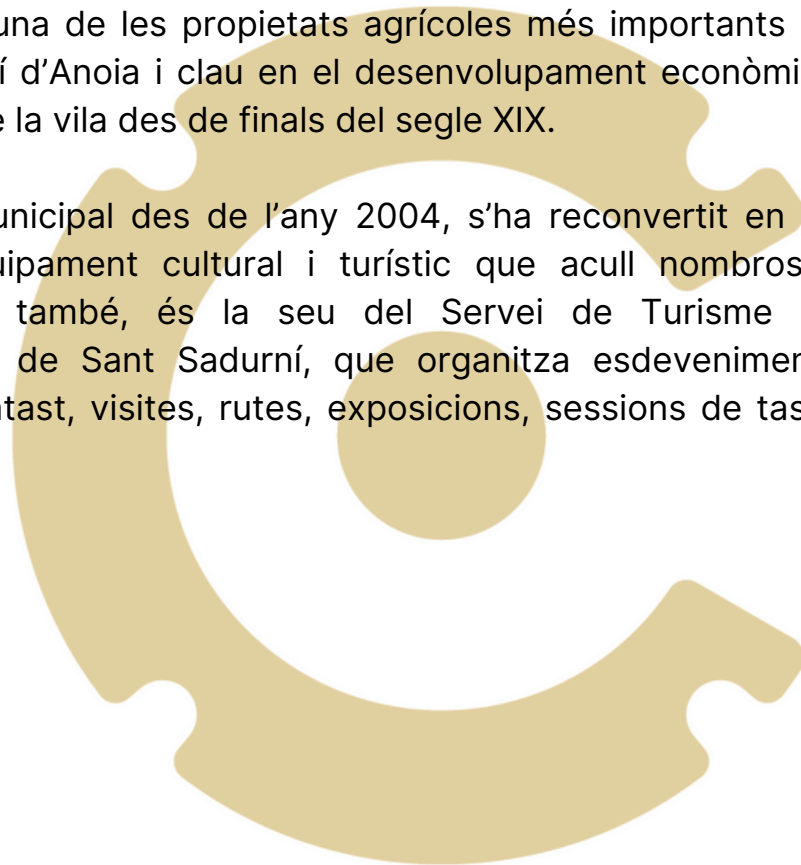 una de les propietats agrícoles més importants
í d’Anoia i clau en el desenvolupament econòmi
la vila des de finals del segle XIX.
unicipal des de l’any 2004, s’ha reconvertit en
uipament cultural i turístic que acull nombros
també, és la seu del Servei de Turisme
de Sant Sadurní, que organitza esdevenimen
tast, visites, rutes, exposicions, sessions de tas